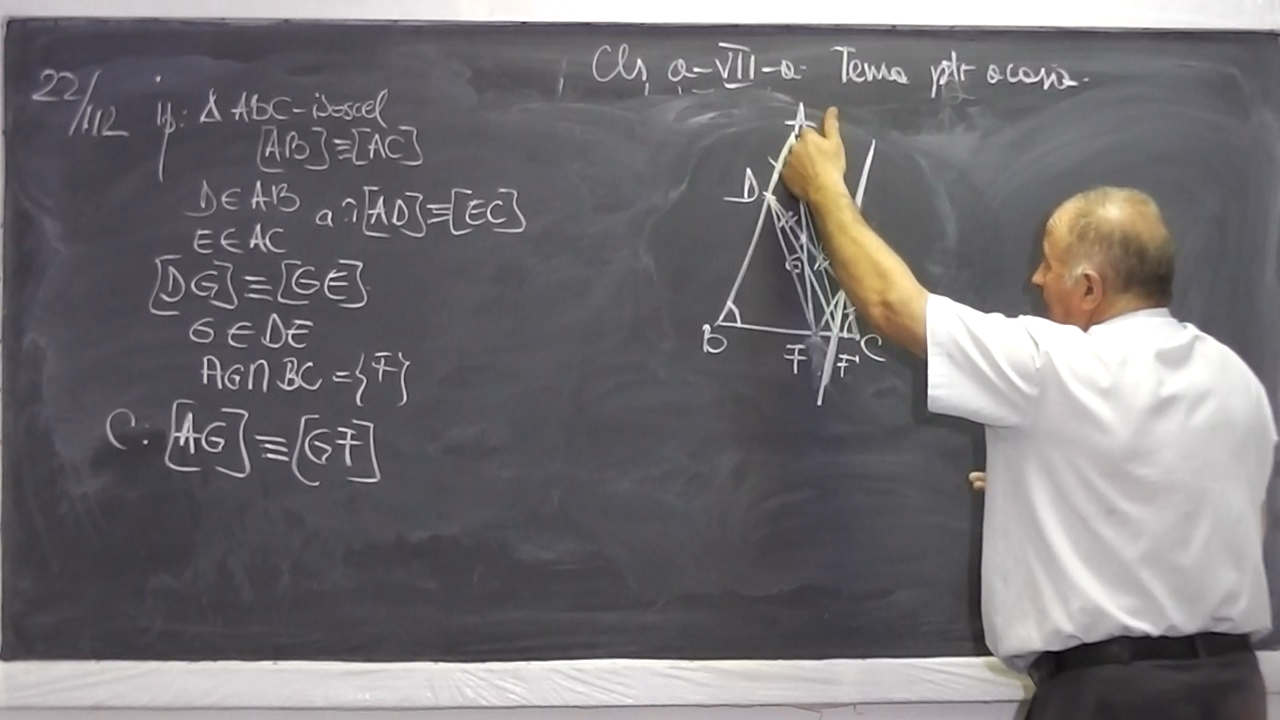 Cls a-VII-a Tema ptr acasa.
22/112 Ip: Δ ABC-isoscel
[AB]≡[AC]
D∈AB
E∈AC
a.î [AD]≡[EC]
[DG]≡[GE]
G∈DE
AG∩BC={F}
C. [AG]≡[GF]
A
D
G
B
F F'
C